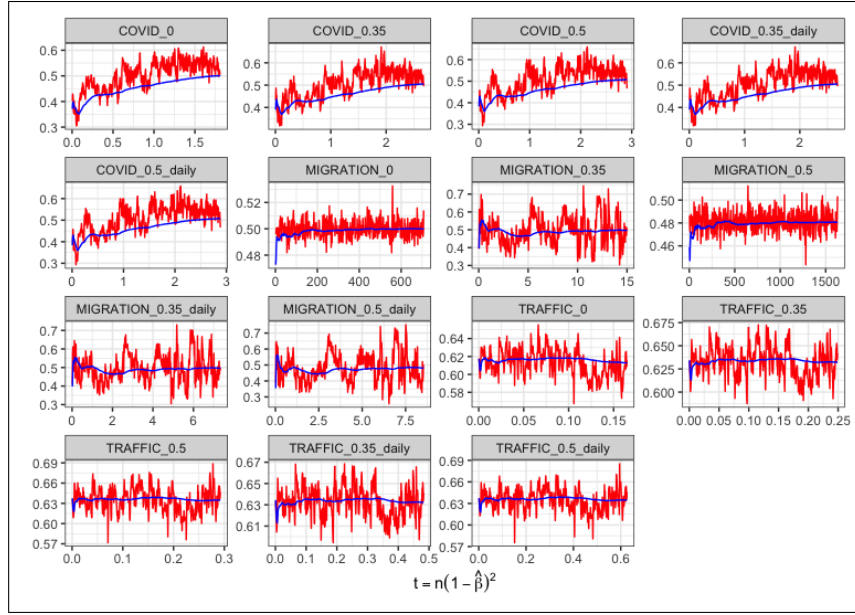 COVID_0 COVID_0.35 COVID_0.5 COVID_0.35_daily
0.6 0.6 0.6 0.6
0.5 0.5 0.5 0.5
0.4 0.4 0.4 0.4
0.3 0.3
0.0 0.5 1.0 1.5 0 1 2 0 1 2 3 0 1 2
COVID_0.5_daily MIGRATION_0 MIGRATION_0.35 MIGRATION_0.5
0.6 0.52 0.7 0.50
0.5 0.50 0.6 0.48
0.4 0.48 0.5 0.46
0.3 0.4
0.3
0 1 2 3 0 200 400 600 0 5 10 15 0 500 1000 1500
MIGRATION_0.35_daily MIGRATION_0.5_daily TRAFFIC_0 TRAFFIC_0.35
0.7 0.7 0.64 0.675
0.6 0.6 0.62 0.650
0.5 0.5 0.60 0.625
0.4 0.4 0.58 0.600
0.3 0.3
0 2 4 6 0.0 2.5 5.0 7.5 0.00 0.05 0.10 0.15 0.00 0.05 0.10 0.15 0.20 0.25
TRAFFIC_0.5 TRAFFIC_0.35_daily TRAFFIC_0.5_daily
0.69 0.67 0.69
0.66 0.65 0.66
0.63 0.63 0.63
0.60 0.61 0.60
0.57 0.57
0.0 0.1 0.2 0.3 0.0 0.1 0.2 0.3 0.4 0.5 0.0 0.2 0.4 0.6
t = n(1 − β̂)²